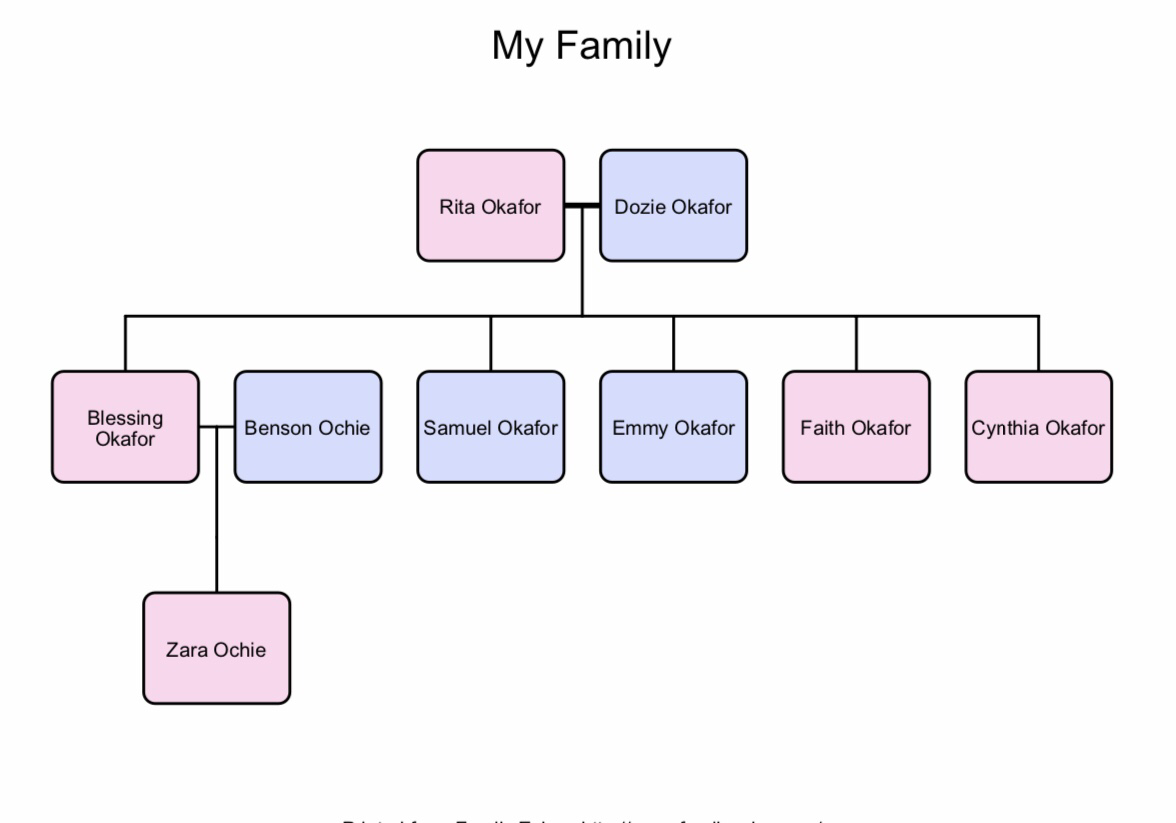 My Family
Rita Okafor
Dozie Okafor
Blessing
Okafor
Benson Ochie
Samuel Okafor
Emmy Okafor
Faith Okafor
Cynthia Okafor
Zara Ochie